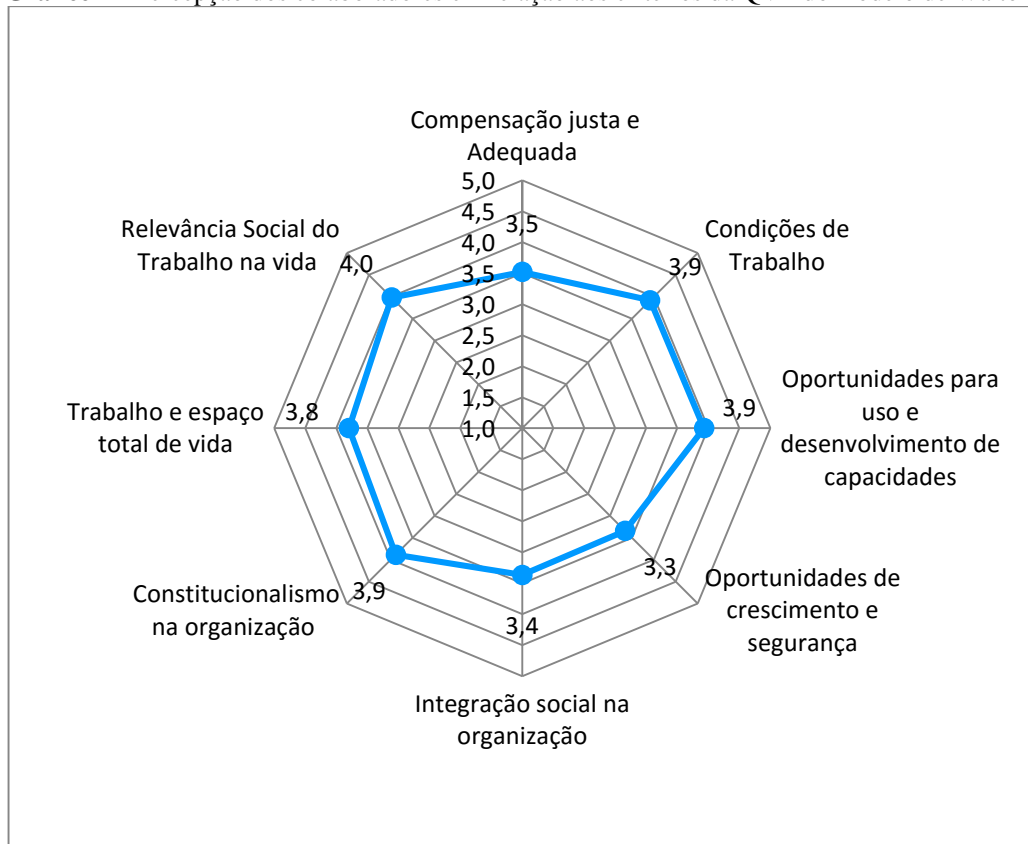 Compensação justa e
Adequada
5,0
4,5
4,0
3,5
3,0
2,5
2,0
1,5
1,0
3,5
Condições de
Trabalho
3,9
Oportunidades para
uso e
desenvolvimento de
capacidades
3,9
Oportunidades de
crescimento e
segurança
3,3
Integração social na
organização
3,4
Constitucionalismo
na organização
3,9
Trabalho e espaço
total de vida
3,8
Relevância Social do
Trabalho na vida
4,0